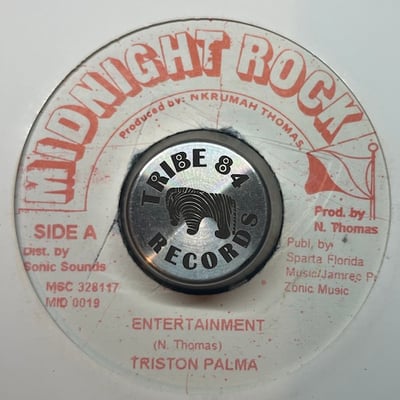 MIDNIGHT ROCK
Produced by: NKRUMAH THOMAS
TRIBE 84
RECORDS
SIDE A
Dist. by
Sonic Sounds
MSC 328117
MID 0019
Prod. by
N. Thomas
Publ, by:
Sparta Florida
Music/Jamrec P:
Zonic Music
ENTERTAINMENT
(N. Thomas)
TRISTON PALMA